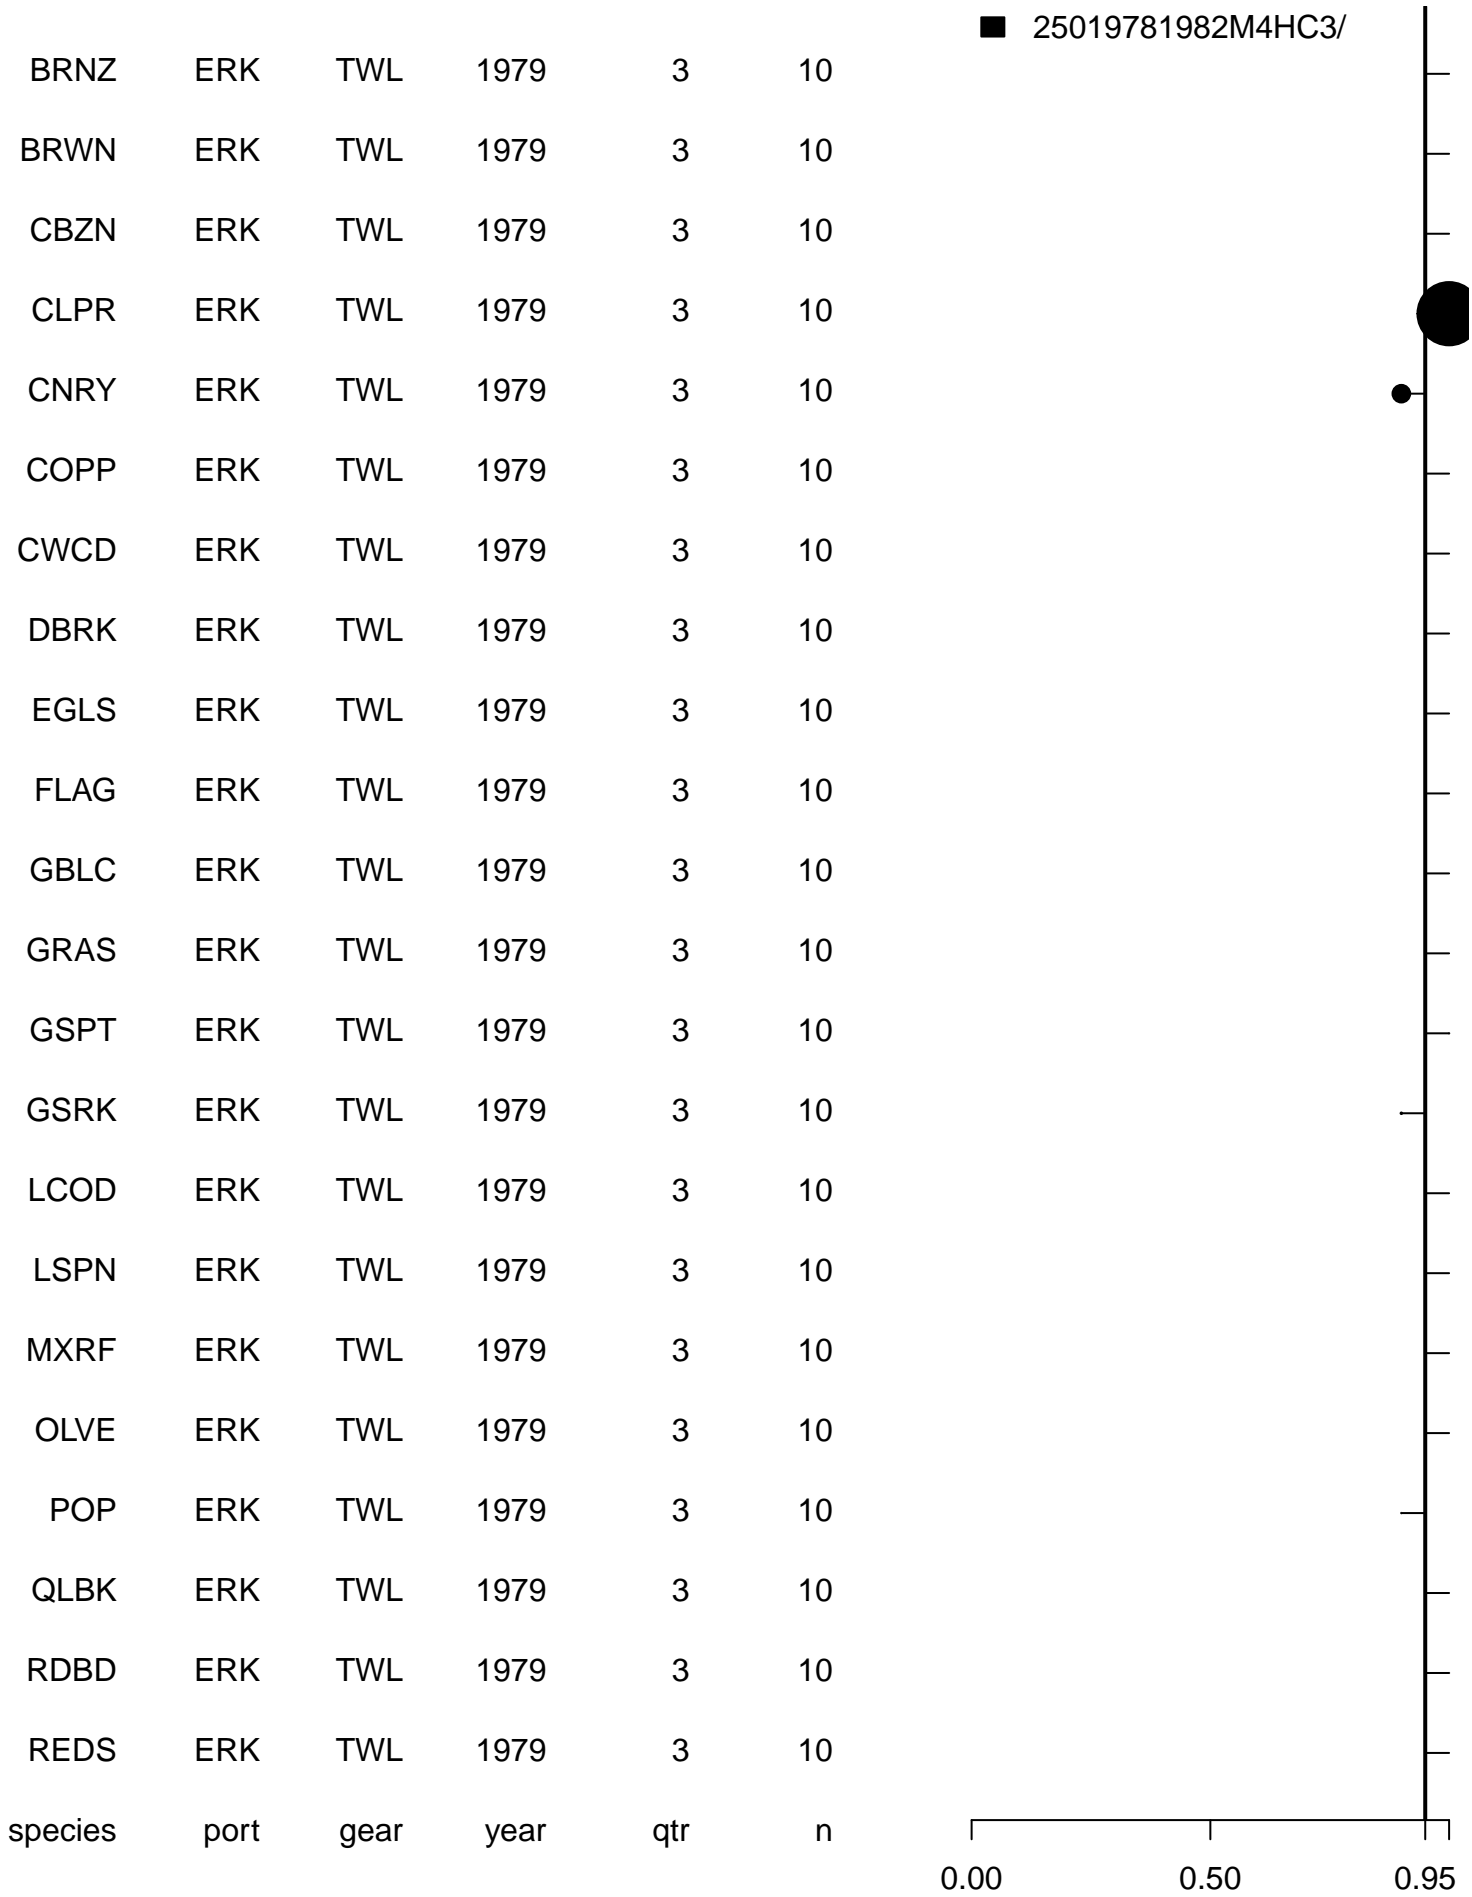 25019781982M4HC3/
BRNZ ERK TWL 1979 3 10
BRWN ERK TWL 1979 3 10
CBZN ERK TWL 1979 3 10
CLPR ERK TWL 1979 3 10
CNRY ERK TWL 1979 3 10
COPP ERK TWL 1979 3 10
CWCD ERK TWL 1979 3 10
DBRK ERK TWL 1979 3 10
EGLS ERK TWL 1979 3 10
FLAG ERK TWL 1979 3 10
GBLC ERK TWL 1979 3 10
GRAS ERK TWL 1979 3 10
GSPT ERK TWL 1979 3 10
GSRK ERK TWL 1979 3 10
LCOD ERK TWL 1979 3 10
LSPN ERK TWL 1979 3 10
MXRF ERK TWL 1979 3 10
OLVE ERK TWL 1979 3 10
POP ERK TWL 1979 3 10
QLBK ERK TWL 1979 3 10
RDBD ERK TWL 1979 3 10
REDS ERK TWL 1979 3 10
species port gear year qtr n
0.00 0.50 0.95